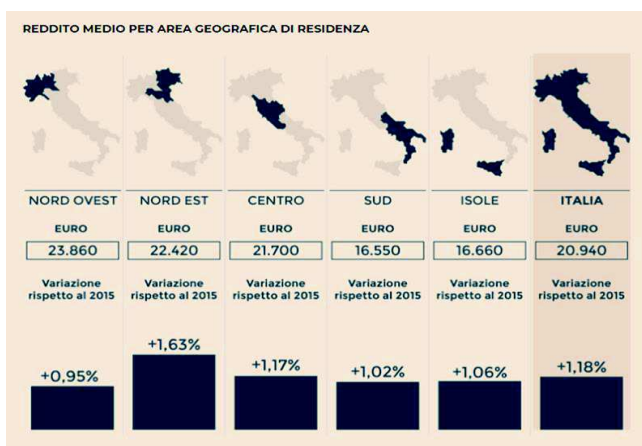 REDDITO MEDIO PER AREA GEOGRAFICA DI RESIDENZA
NORD OVEST
EURO
23.860
Variazione
rispetto al 2015
+0,95%
NORD EST
EURO
22.420
Variazione
rispetto al 2015
+1,63%
CENTRO
EURO
21.700
Variazione
rispetto al 2015
+1,17%
SUD
EURO
16.550
Variazione
rispetto al 2015
+1,02%
ISOLE
EURO
16.660
Variazione
rispetto al 2015
+1,06%
ITALIA
EURO
20.940
Variazione
rispetto al 2015
+1,18%